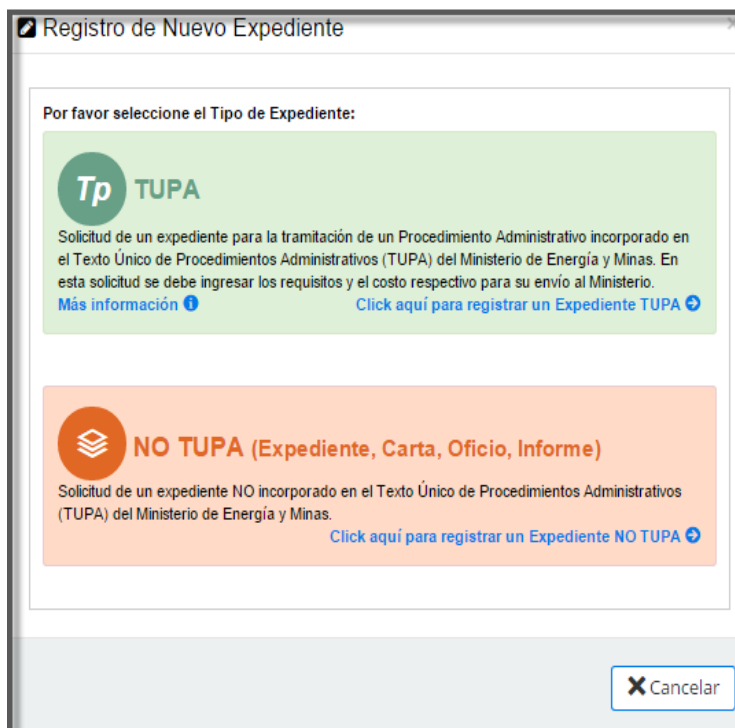 Registro de Nuevo Expediente
Por favor seleccione el Tipo de Expediente:
Tp TUPA
Solicitud de un expediente para la tramitación de un Procedimiento Administrativo incorporado en
el Texto Único de Procedimientos Administrativos (TUPA) del Ministerio de Energía y Minas. En
esta solicitud se debe ingresar los requisitos y el costo respectivo para su envío al Ministerio.
Más información Click aquí para registrar un Expediente TUPA
NO TUPA (Expediente, Carta, Oficio, Informe)
Solicitud de un expediente NO incorporado en el Texto Único de Procedimientos Administrativos
(TUPA) del Ministerio de Energía y Minas.
Click aquí para registrar un Expediente NO TUPA
Cancelar